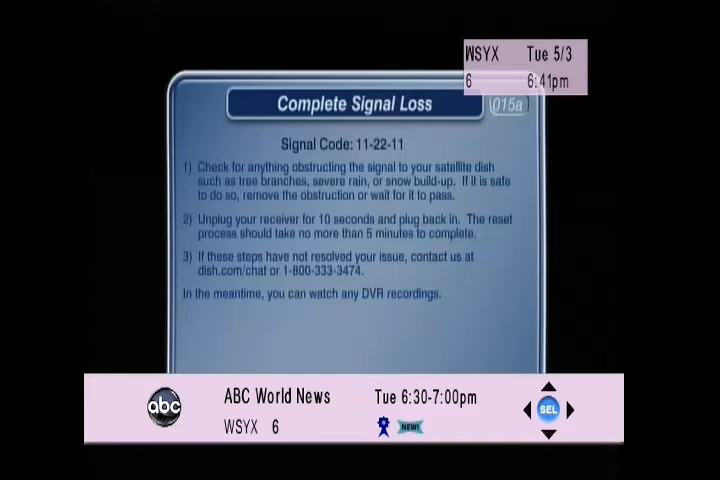 WSYX Tue 5/3
6 6:41pm
Complete Signal Loss 015a
Signal Code: 11-22-11
1) Check for anything obstructing the signal to your satellite dish
such as tree branches, severe rain, or snow build-up. If it is safe
to do so, remove the obstruction or wait for it to pass.
2) Unplug your receiver for 10 seconds and plug back in. The reset
process should take no more than 5 minutes to complete.
3) If these steps have not resolved your issue, contact us at
dish.com/chat or 1-800-333-3474.
In the meantime, you can watch any DVR recordings.
abc ABC World News Tue 6:30-7:00pm SEL
WSYX 6 NEW!